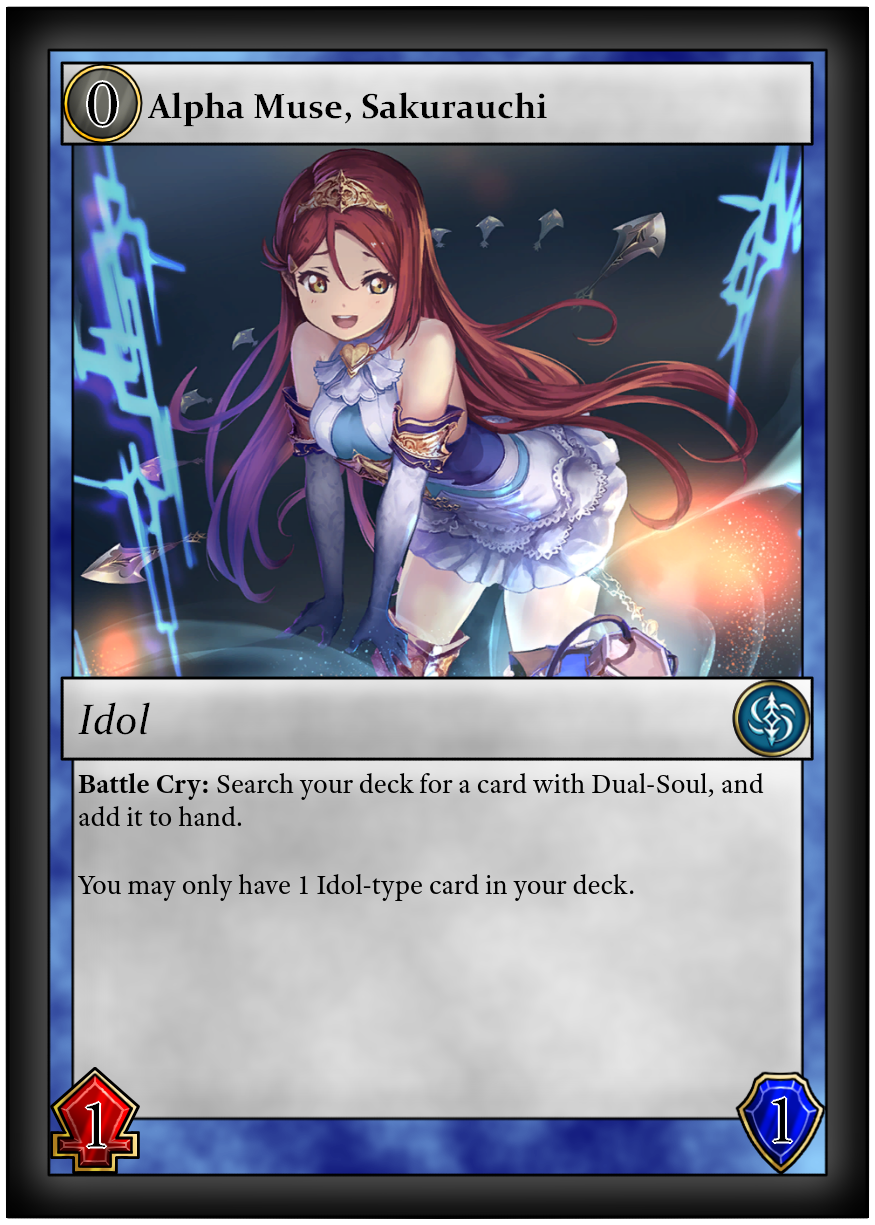 0
Alpha Muse, Sakurauchi
Idol
Battle Cry: Search your deck for a card with Dual-Soul, and
add it to hand.
You may only have 1 Idol-type card in your deck.
1
1